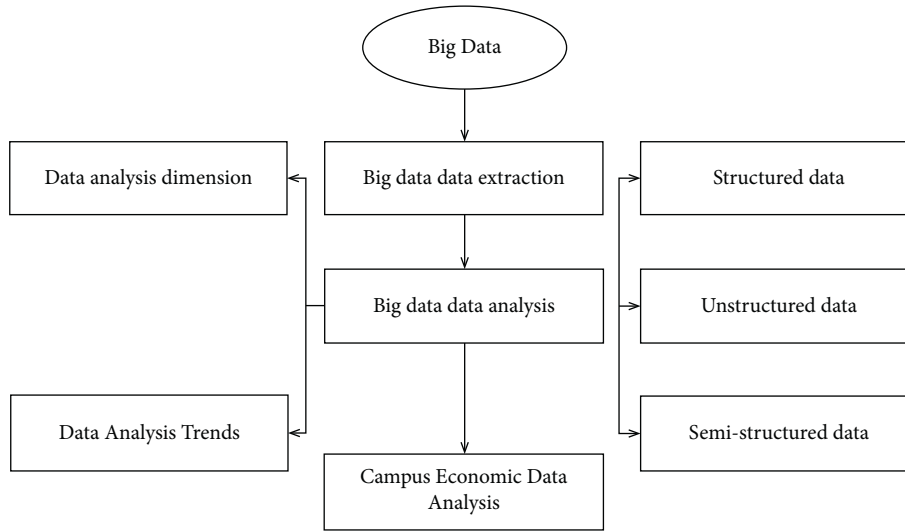 Big Data
Data analysis dimension
Big data data extraction
Structured data
Big data data analysis
Unstructured data
Data Analysis Trends
Semi-structured data
Campus Economic Data
Analysis